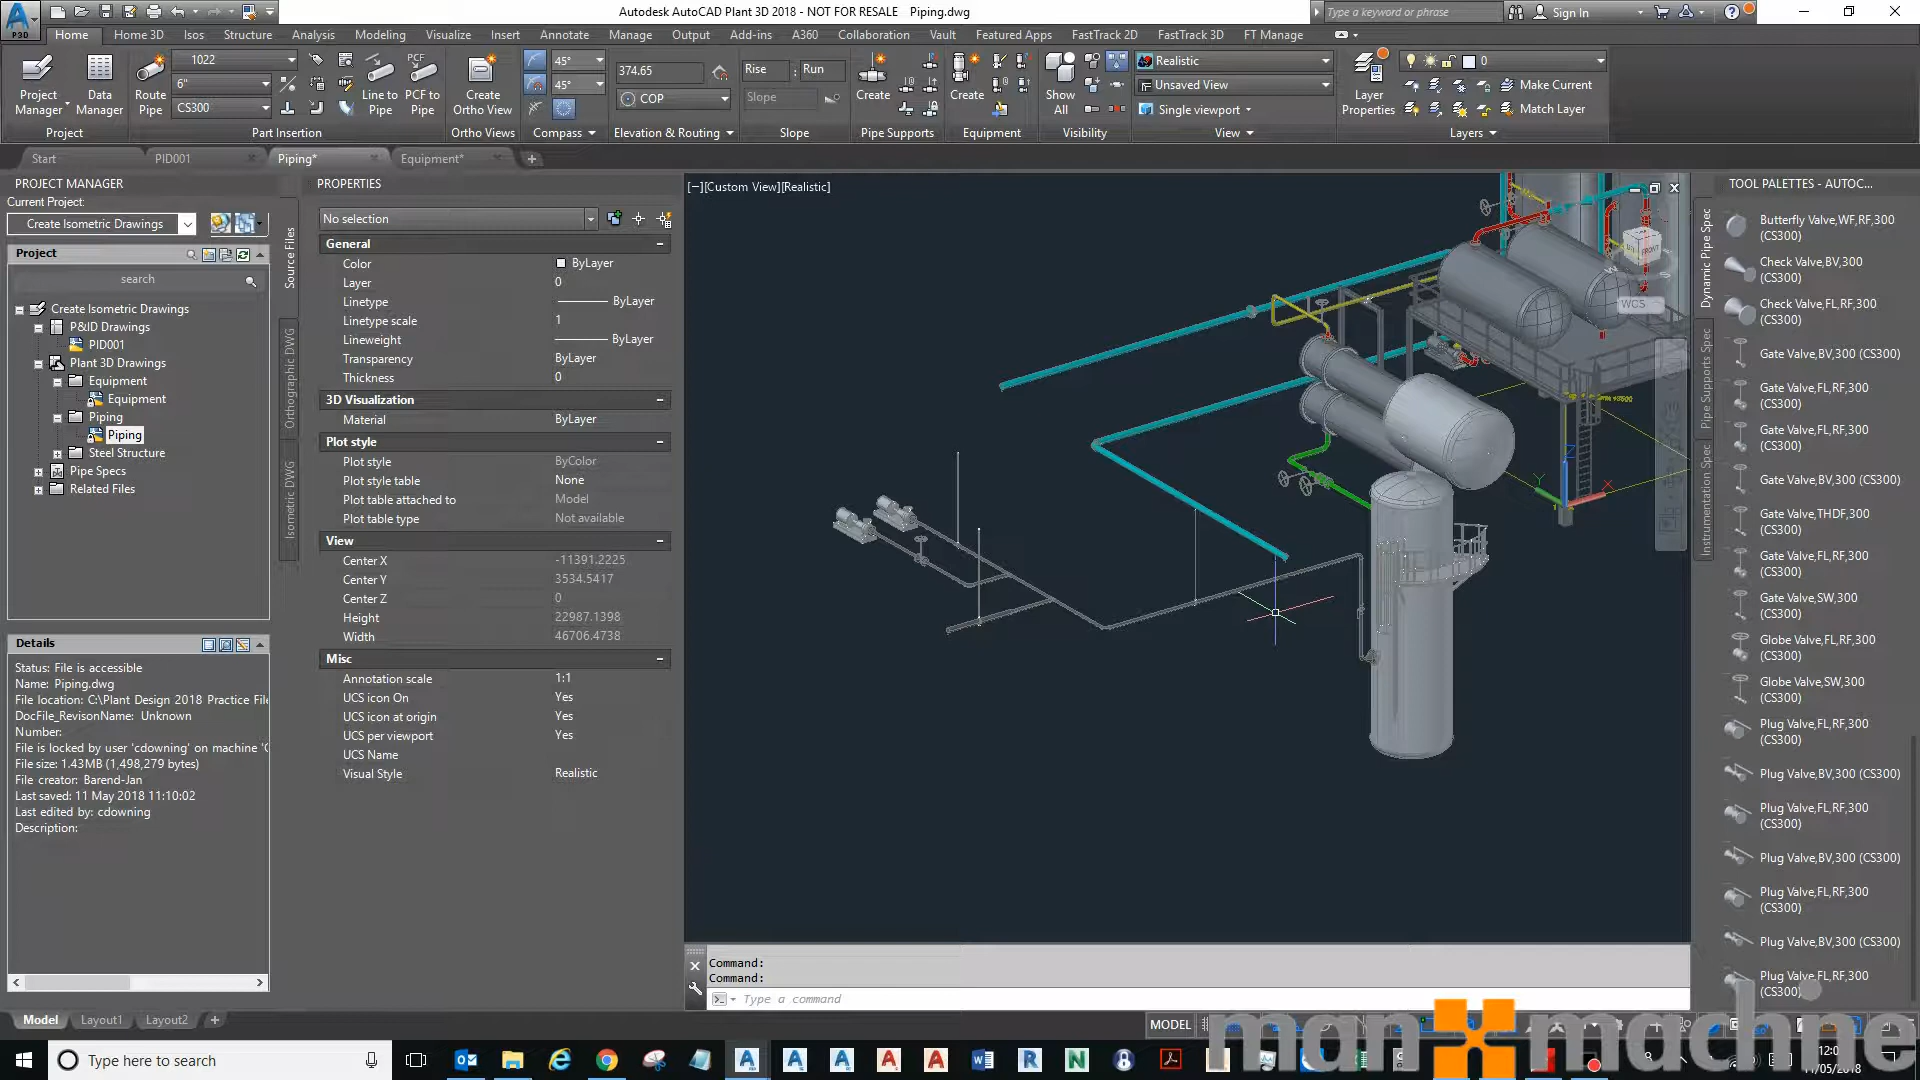 Autodesk AutoCAD Plant 3D 2018 - NOT FOR RESALE Piping.dwg
Type a keyword or phrase
Sign In
P3D
Home Home 3D Isos Structure Analysis Modeling Visualize Insert Annotate Manage Output Add-ins A360 Collaboration Vault Featured Apps FastTrack 2D FastTrack 3D FT Manage
Project Manager
Data Manager
Project
Route Pipe
1022
6"
CS300
Line to Pipe
PCF
PCF to Pipe
Part Insertion
Create Ortho View
Ortho Views
45°
45°
Compass
374.65
COP
Elevation & Routing
Rise : Run
Slope
Slope
Create
Pipe Supports
Create
Equipment
Show All
Visibility
Realistic
Unsaved View
Single viewport
View
Layer Properties
0
Make Current
Match Layer
Layers
Start
PID001
Piping*
Equipment*
PROJECT MANAGER
Current Project:
Create Isometric Drawings
Project
search
Create Isometric Drawings
P&ID Drawings
PID001
Plant 3D Drawings
Equipment
Equipment
Piping
Piping
Steel Structure
Pipe Specs
Related Files
Source Files
Orthographic DWG
Isometric DWG
Details
Status: File is accessible
Name: Piping.dwg
File location: C:\Plant Design 2018 Practice File
DocFile_RevisonName: Unknown
Number:
File is locked by user 'cdowning' on machine '
File size: 1.43MB (1,498,279 bytes)
File creator: Barend-Jan
Last saved: 11 May 2018 11:10:02
Last edited by: cdowning
Description:
PROPERTIES
No selection
General
Color ByLayer
Layer 0
Linetype ByLayer
Linetype scale 1
Lineweight ByLayer
Transparency ByLayer
Thickness 0
3D Visualization
Material ByLayer
Plot style
Plot style ByColor
Plot style table None
Plot table attached to Model
Plot table type Not available
View
Center X -11391.2225
Center Y 3534.5417
Center Z 0
Height 22987.1398
Width 46706.4738
Misc
Annotation scale 1:1
UCS icon On Yes
UCS icon at origin Yes
UCS per viewport Yes
UCS Name
Visual Style Realistic
[−][Custom View][Realistic]
FRONT
WCS
Z
Y
X
Command:
Command:
Type a command
TOOL PALETTES - AUTOC...
Dynamic Pipe Spec
Pipe Supports Spec
Instrumentation Spec
Butterfly Valve,WF,RF,300
(CS300)
Check Valve,BV,300
(CS300)
Check Valve,FL,RF,300
(CS300)
Gate Valve,BV,300 (CS300)
Gate Valve,FL,RF,300
(CS300)
Gate Valve,FL,RF,300
(CS300)
Gate Valve,BV,300 (CS300)
Gate Valve,THDF,300
(CS300)
Gate Valve,FL,RF,300
(CS300)
Gate Valve,SW,300
(CS300)
Globe Valve,FL,RF,300
(CS300)
Globe Valve,SW,300
(CS300)
Plug Valve,FL,RF,300
(CS300)
Plug Valve,BV,300 (CS300)
Plug Valve,FL,RF,300
(CS300)
Plug Valve,BV,300 (CS300)
Plug Valve,FL,RF,300
(CS300)
Plug Valve,BV,300 (CS300)
Plug Valve,FL,RF,300
(CS300)
Model Layout1 Layout2
MODEL
man machine
Type here to search
12:0
11/05/2018